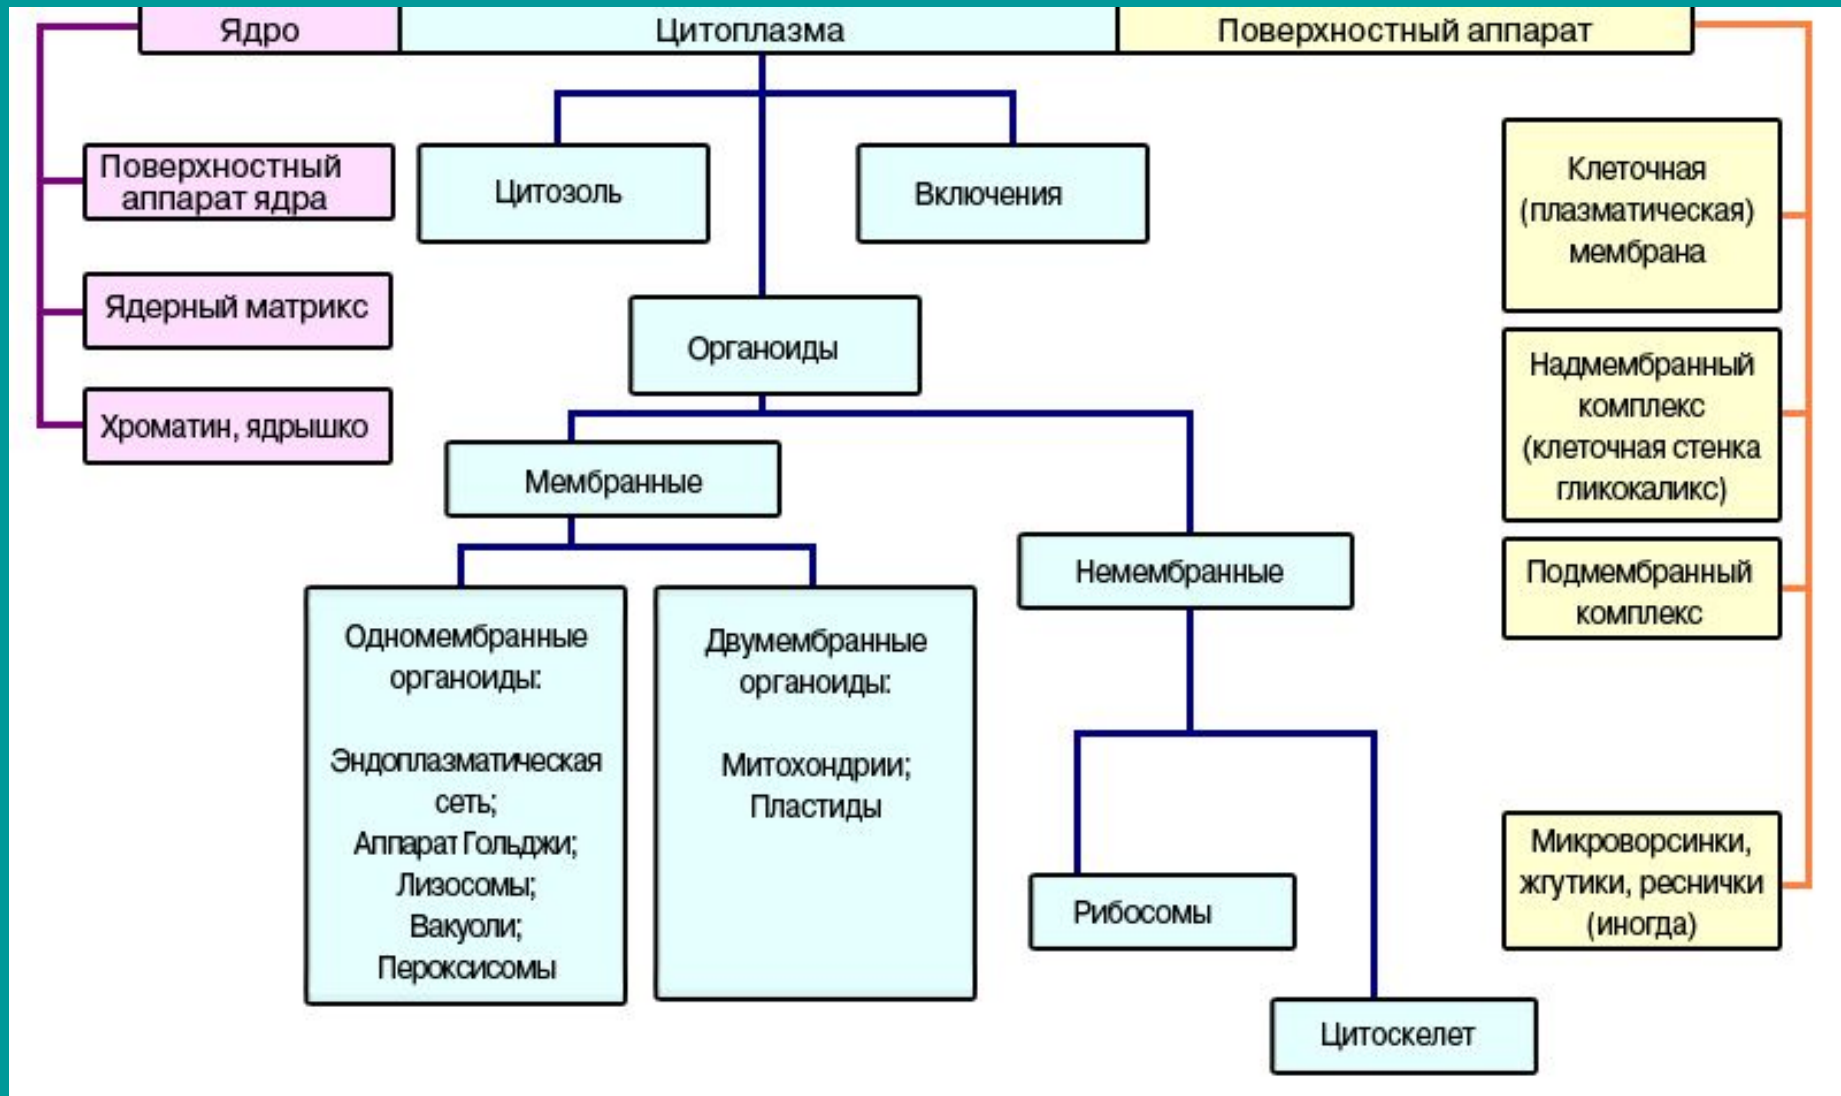 Ядро
Цитоплазма
Поверхностный аппарат
Поверхностный
аппарат ядра
Ядерный матрикс
Хроматин, ядрышко
Цитозоль
Включения
Органоиды
Мембранные
Одномембранные
органоиды:
Эндоплазматическая
сеть;
Аппарат Гольджи;
Лизосомы;
Вакуоли;
Пероксисомы
Двумембранные
органоиды:
Митохондрии;
Пластиды
Немембранные
Рибосомы
Цитоскелет
Клеточная
(плазматическая)
мембрана
Надмембранный
комплекс
(клеточная стенка
гликокаликс)
Подмембранный
комплекс
Микроворсинки,
жгутики, реснички
(иногда)